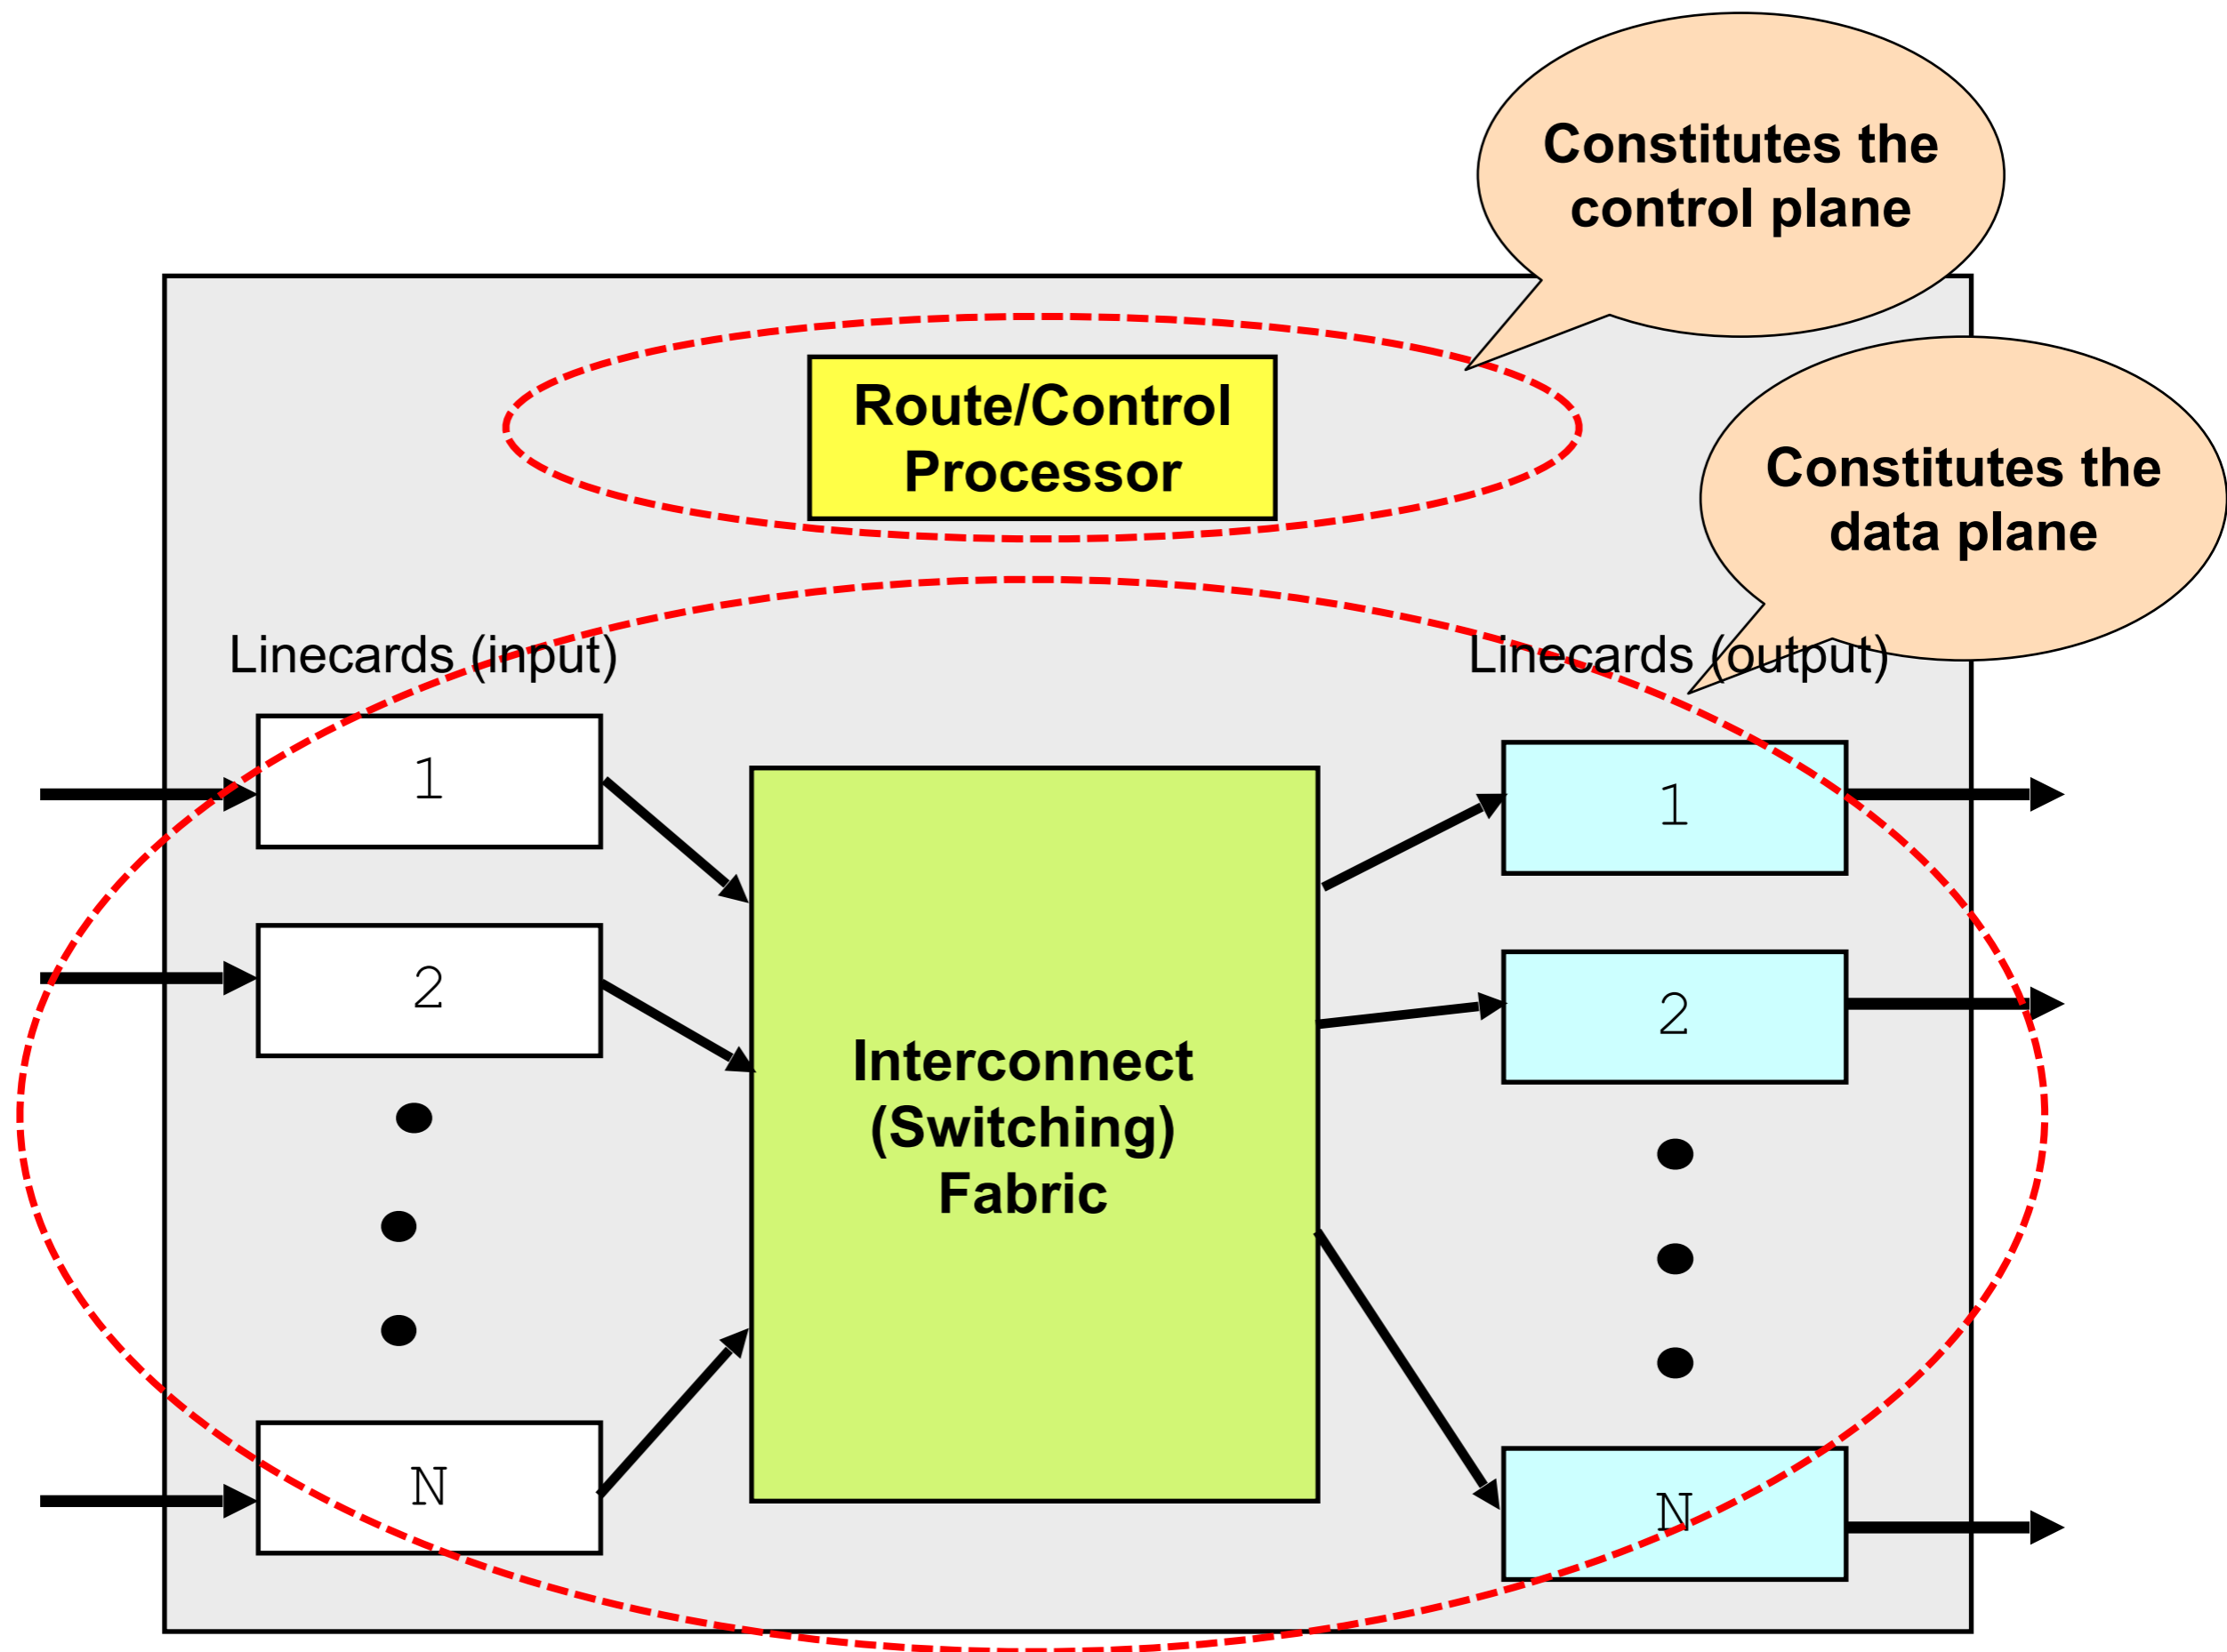 Constitutes the
control plane
Route/Control
Processor
Constitutes the
data plane
Linecards (input)
Linecards (output)
1
1
2
2
Interconnect
(Switching)
Fabric
N
N